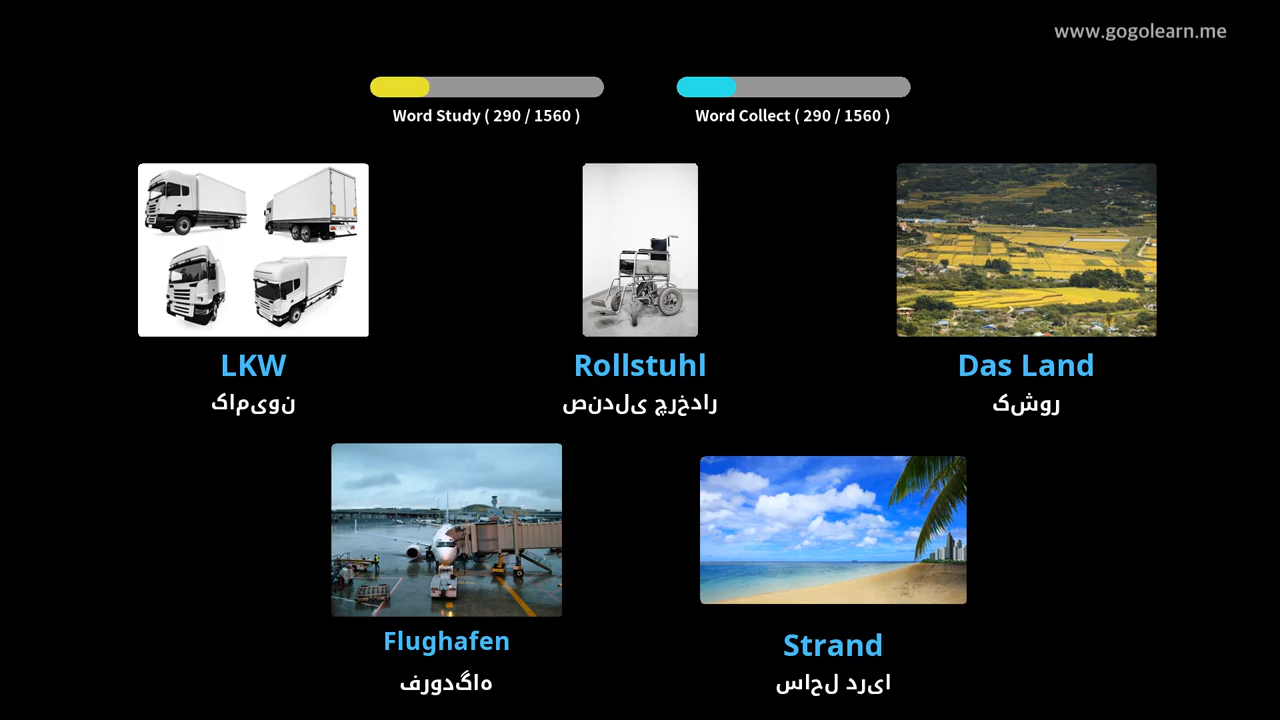 www.gogolearn.me
Word Study ( 290 / 1560 )
Word Collect ( 290 / 1560 )
LKW
نویماک
Rollstuhl
رادخرچ یلدنص
Das Land
روشک
Flughafen
هاگدورف
Strand
ایرد لحاس